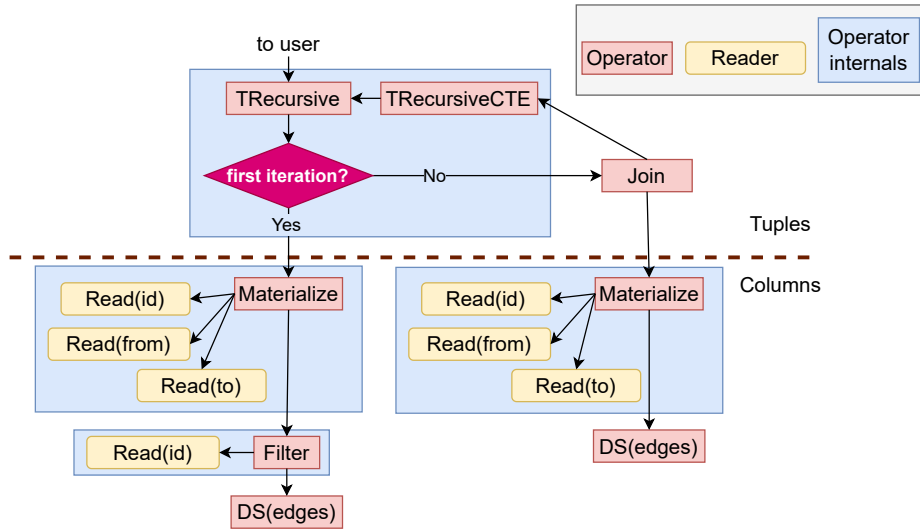 to user
Operator
Reader
Operator
internals
TRecursive
TRecursiveCTE
first iteration?
No
Join
Yes
Tuples
Columns
Materialize
Read(id)
Read(from)
Read(to)
Materialize
Read(id)
Read(from)
Read(to)
Read(id)
Filter
DS(edges)
DS(edges)